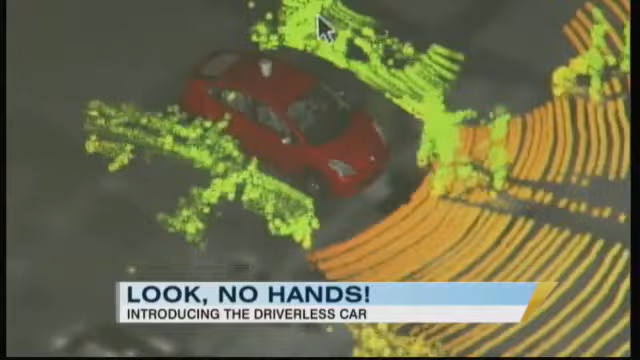 LOOK, NO HANDS!
INTRODUCING THE DRIVERLESS CAR